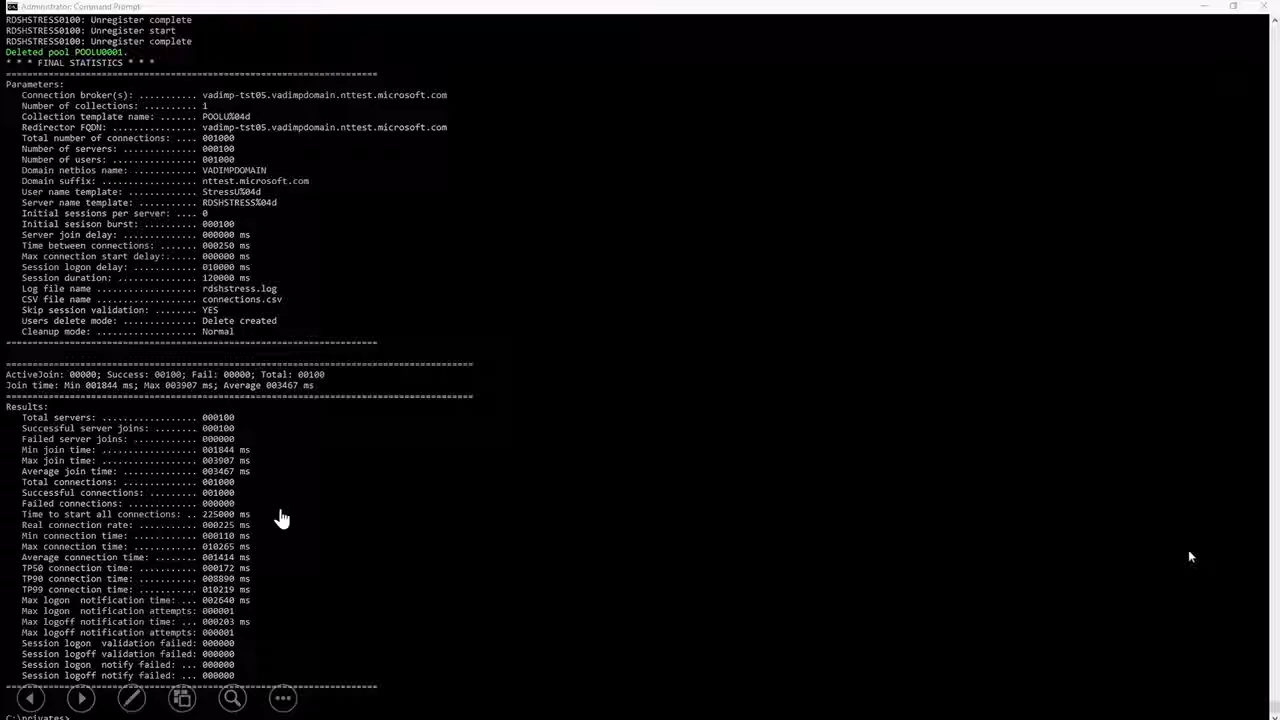 Administrator: Command Prompt
RDSHSTRESS0100: Unregister complete
RDSHSTRESS0100: Unregister start
RDSHSTRESS0100: Unregister complete
Deleted pool POOLU0001.
* * * FINAL STATISTICS * * *
======================================================================
Parameters:
Connection broker(s): ........... vadimp-tst05.vadimpdomain.nttest.microsoft.com
Number of collections: .......... 1
Collection template name: ....... POOLU%04d
Redirector FQDN: ................ vadimp-tst05.vadimpdomain.nttest.microsoft.com
Total number of connections: .... 001000
Number of servers: .............. 000100
Number of users: ................ 001000
Domain netbios name: ............ VADIMPDOMAIN
Domain suffix: .................. nttest.microsoft.com
User name template: ............. StressU%04d
Server name template: ........... RDSHSTRESS%04d
Initial sessions per server: .... 0
Initial sesison burst: .......... 000100
Server join delay: .............. 000000 ms
Time between connections: ....... 000250 ms
Max connection start delay:...... 000000 ms
Session logon delay: ............ 010000 ms
Session duration: ............... 120000 ms
Log file name ................... rdshstress.log
CSV file name ................... connections.csv
Skip session validation: ........ YES
Users delete mode: .............. Delete created
Cleanup mode: ................... Normal
======================================================================
========================================================================================
ActiveJoin: 00000; Success: 00100; Fail: 00000; Total: 00100
Join time: Min 001844 ms; Max 003907 ms; Average 003467 ms
========================================================================================
Results:
Total servers: .................. 000100
Successful server joins: ........ 000100
Failed server joins: ............ 000000
Min join time: .................. 001844 ms
Max join time: .................. 003907 ms
Average join time: .............. 003467 ms
Total connections: .............. 001000
Successful connections: ......... 001000
Failed connections: ............. 000000
Time to start all connections: .. 225000 ms
Real connection rate: ........... 000225 ms
Min connection time: ............ 000110 ms
Max connection time: ............ 010265 ms
Average connection time: ........ 001414 ms
TP50 connection time: ........... 000172 ms
TP90 connection time: ........... 008890 ms
TP99 connection time: ........... 010219 ms
Max logon  notification time: ... 002640 ms
Max logon  notification attempts: 000001
Max logoff notification time: ... 000203 ms
Max logoff notification attempts: 000001
Session logon  validation failed: 000000
Session logoff validation failed: 000000
Session logon  notify failed: ... 000000
Session logoff notify failed: ... 000000
======================================================================
C:\privates>